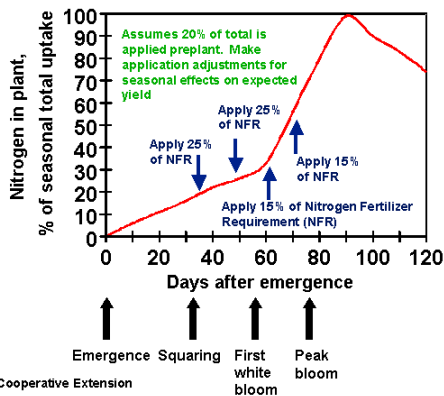 Nitrogen in plant,
% of seasonal total uptake
100
90
80
70
60
50
40
30
20
10
0
Assumes 20% of total is
applied preplant. Make
application adjustments for
seasonal effects on expected
yield
Apply 25%
of NFR
Apply 25%
of NFR
Apply 15%
of NFR
Apply 15% of Nitrogen Fertilizer
Requirement (NFR)
0 20 40 60 80 100 120
Days after emergence
Emergence
Squaring
First
white
bloom
Peak
bloom
Cooperative Extension